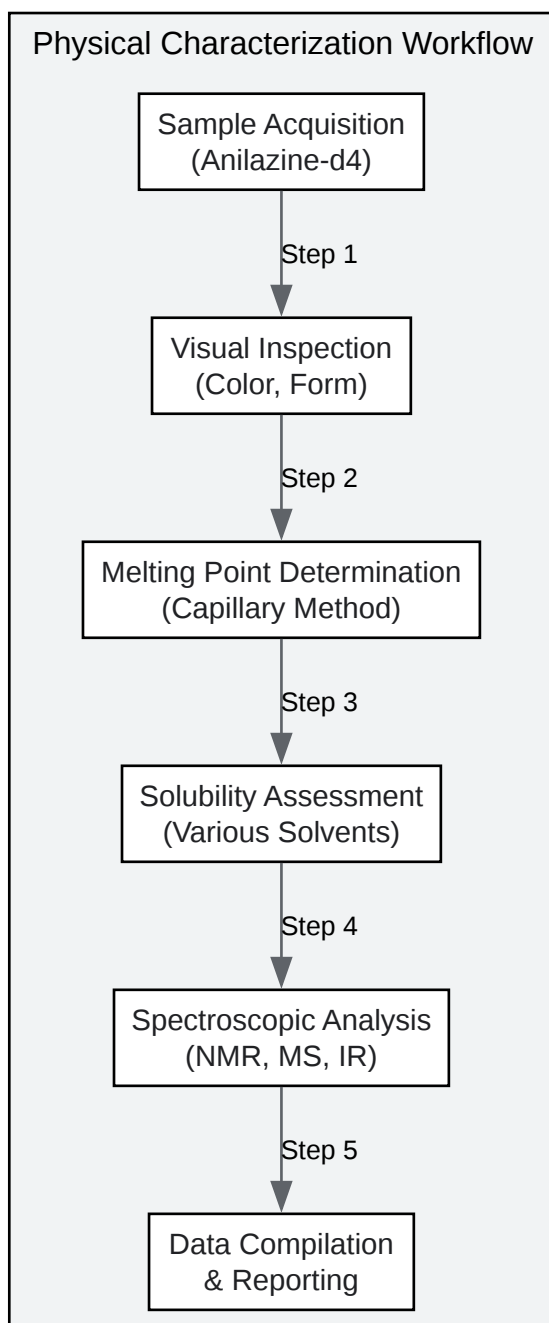 Physical Characterization Workflow
Sample Acquisition
(Anilazine-d4)
Step 1
Visual Inspection
(Color, Form)
Step 2
Melting Point Determination
(Capillary Method)
Step 3
Solubility Assessment
(Various Solvents)
Step 4
Spectroscopic Analysis
(NMR, MS, IR)
Step 5
Data Compilation
& Reporting